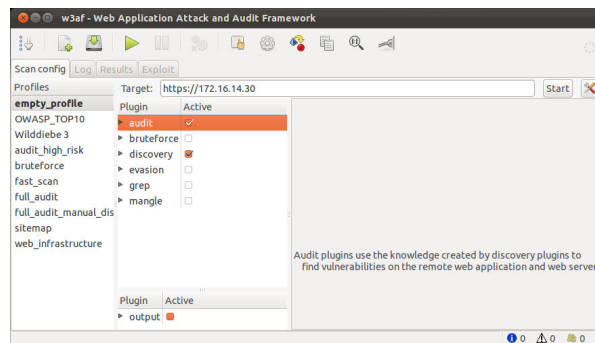 w3af - Web Application Attack and Audit Framework
Scan config Log Results Exploit
Profiles
empty_profile
OWASP_TOP10
Wilddiebe 3
audit_high_risk
bruteforce
fast_scan
full_audit
full_audit_manual_dis
sitemap
web_infrastructure
Target: https://172.16.14.30 Start
Plugin Active
audit
bruteforce
discovery
evasion
grep
mangle
Plugin Active
output
Audit plugins use the knowledge created by discovery plugins to
find vulnerabilities on the remote web application and web server
0 0 0